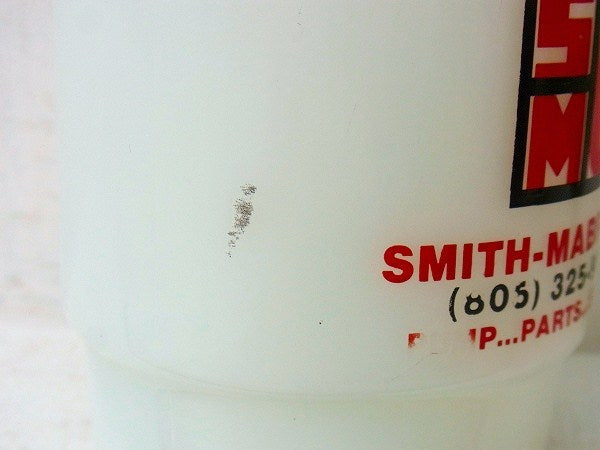 S
M
SMITH-MAB
(805) 325-
P...PARTS